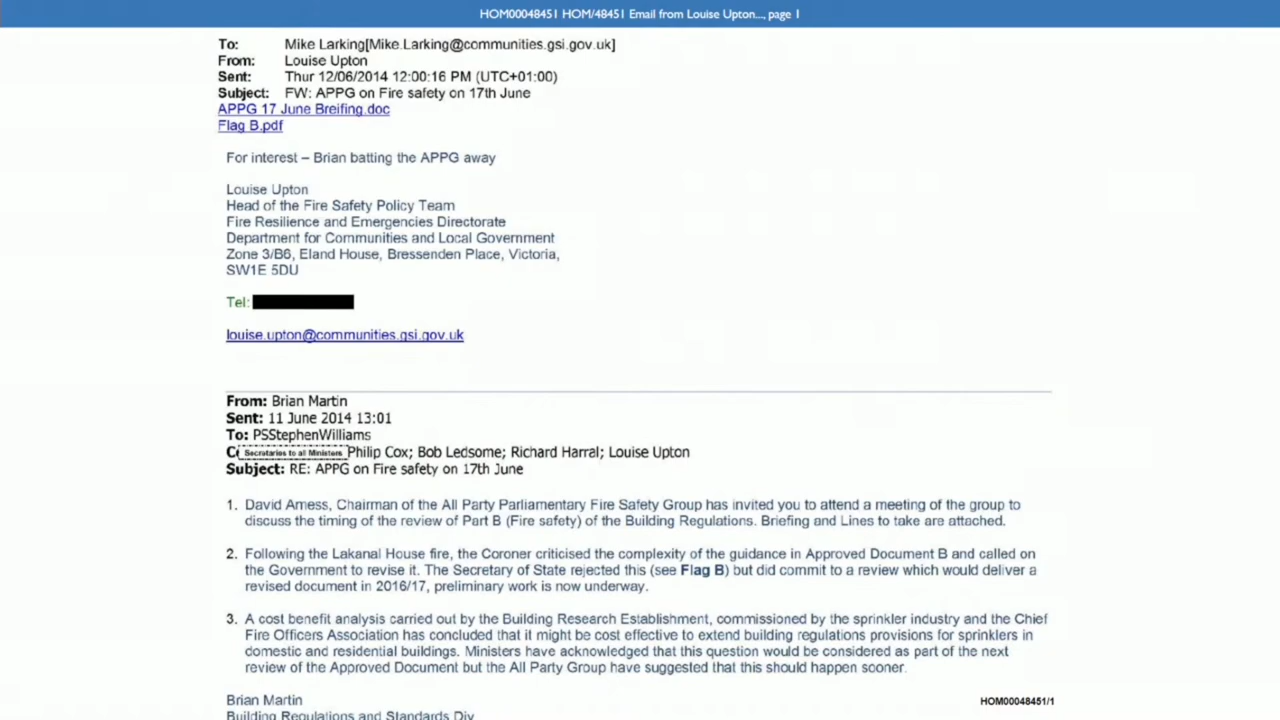 HOM00048451 HOM/48451 Email from Louise Upton..., page 1
To: Mike Larking[Mike.Larking@communities.gsi.gov.uk]
From: Louise Upton
Sent: Thur 12/06/2014 12:00:16 PM (UTC+01:00)
Subject: FW: APPG on Fire safety on 17th June
APPG 17 June Breifing.doc
Flag B.pdf
For interest – Brian batting the APPG away
Louise Upton
Head of the Fire Safety Policy Team
Fire Resilience and Emergencies Directorate
Department for Communities and Local Government
Zone 3/B6, Eland House, Bressenden Place, Victoria,
SW1E 5DU
Tel:
louise.upton@communities.gsi.gov.uk
From: Brian Martin
Sent: 11 June 2014 13:01
To: PSStephenWilliams
Cc Secretaries to all Ministers Philip Cox; Bob Ledsome; Richard Harral; Louise Upton
Subject: RE: APPG on Fire safety on 17th June
1. David Amess, Chairman of the All Party Parliamentary Fire Safety Group has invited you to attend a meeting of the group to
discuss the timing of the review of Part B (Fire safety) of the Building Regulations. Briefing and Lines to take are attached.
2. Following the Lakanal House fire, the Coroner criticised the complexity of the guidance in Approved Document B and called on
the Government to revise it. The Secretary of State rejected this (see Flag B) but did commit to a review which would deliver a
revised document in 2016/17, preliminary work is now underway.
3. A cost benefit analysis carried out by the Building Research Establishment, commissioned by the sprinkler industry and the Chief
Fire Officers Association has concluded that it might be cost effective to extend building regulations provisions for sprinklers in
domestic and residential buildings. Ministers have acknowledged that this question would be considered as part of the next
review of the Approved Document but the All Party Group have suggested that this should happen sooner.
Brian Martin
Building Regulations and Standards Div
HOM00048451/1